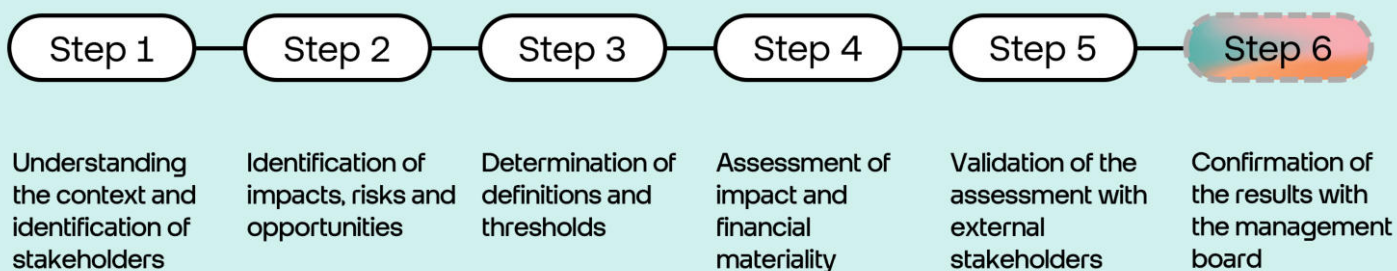 Step 1
Step 2
Step 3
Step 4
Step 5
Step 6
Understanding
the context and
identification of
stakeholders
Identification of
impacts, risks and
opportunities
Determination of
definitions and
thresholds
Assessment of
impact and
financial
materiality
Validation of the
assessment with
external
stakeholders
Confirmation of
the results with
the management
board